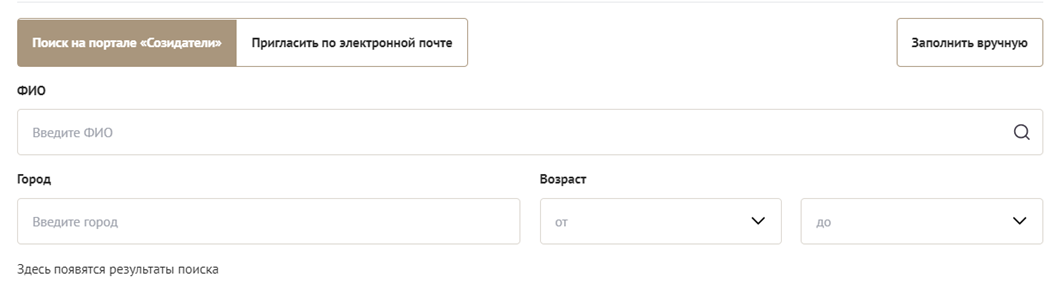 Поиск на портале «Созидатели» Пригласить по электронной почте Заполнить вручную
ФИО
Введите ФИО
Город Возраст
Введите город от до
Здесь появятся результаты поиска